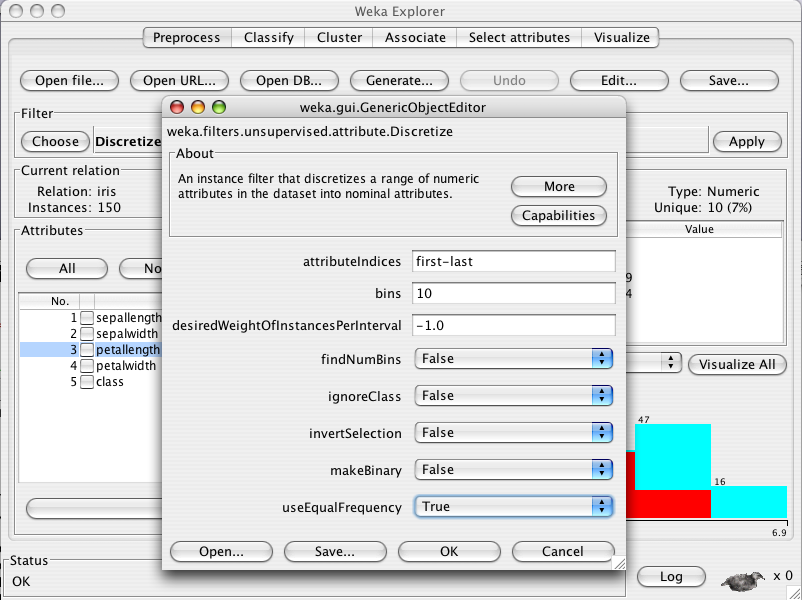 Weka Explorer
Preprocess Classify Cluster Associate Select attributes Visualize
Open file... Open URL... Open DB... Generate... Undo Edit... Save...
Filter
Choose Discretize Apply
Current relation
Relation: iris
Instances: 150
Type: Numeric
Unique: 10 (7%)
Attributes
All No
Value
9
4
No.
1 sepallength
2 sepalwidth
3 petallength
4 petalwidth
5 class
Visualize All
47
16
6.9
weka.gui.GenericObjectEditor
weka.filters.unsupervised.attribute.Discretize
About
An instance filter that discretizes a range of numeric
attributes in the dataset into nominal attributes.
More
Capabilities
attributeIndices first-last
bins 10
desiredWeightOfInstancesPerInterval -1.0
findNumBins False
ignoreClass False
invertSelection False
makeBinary False
useEqualFrequency True
Open... Save... OK Cancel
Status
OK
Log x 0